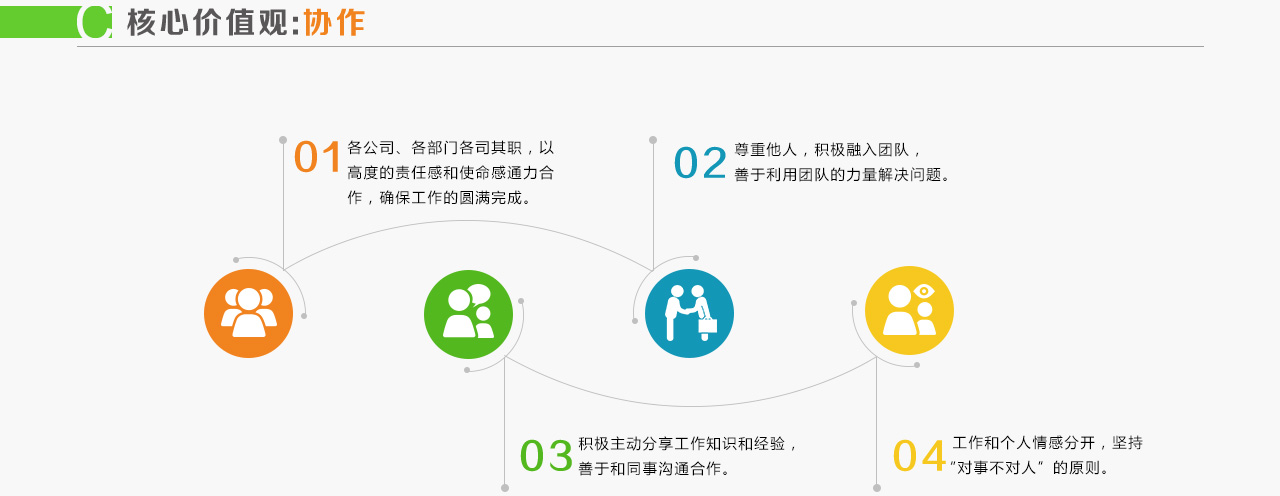 C 核心价值观:协作
01
各公司、各部门各司其职，以
高度的责任感和使命感通力合
作，确保工作的圆满完成。
02
尊重他人，积极融入团队，
善于利用团队的力量解决问题。
03
积极主动分享工作知识和经验，
善于和同事沟通合作。
04
工作和个人情感分开，坚持
“对事不对人”的原则。